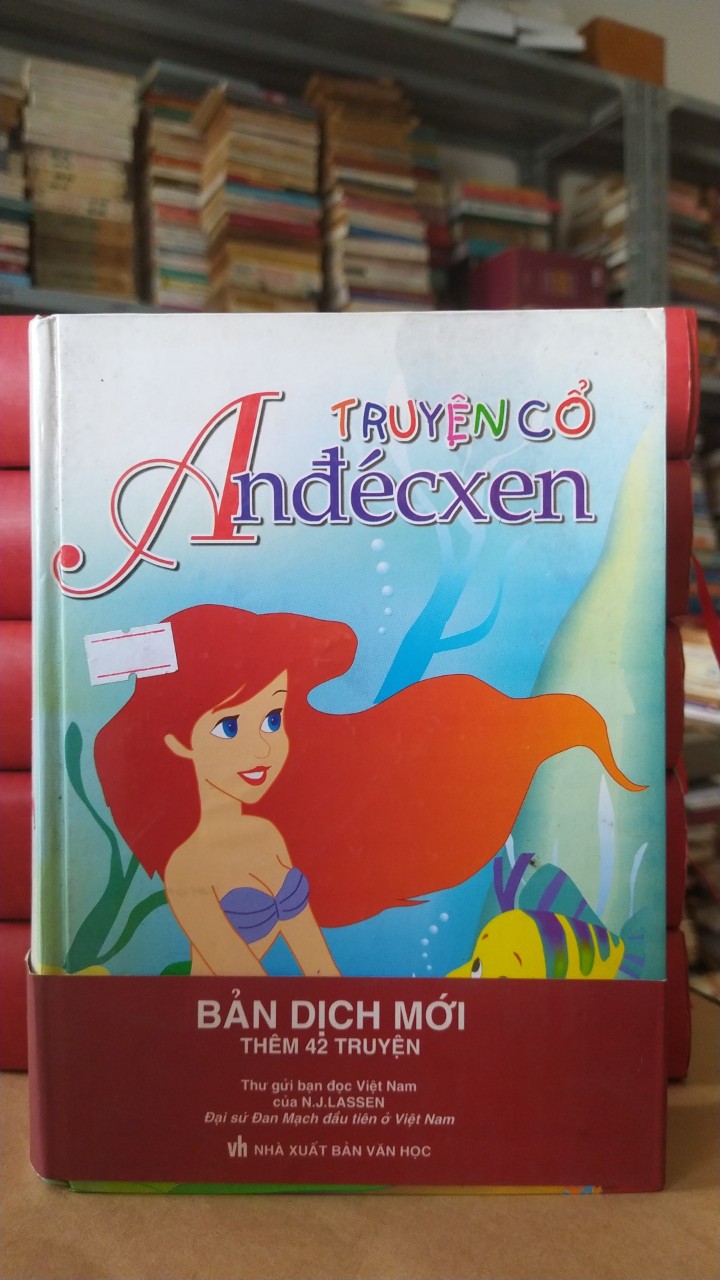 TRUYỆN CỔ
Anđécxen
BẢN DỊCH MỚI
THÊM 42 TRUYỆN
Thư gửi bạn đọc Việt Nam
của N.J.LASSEN
Đại sứ Đan Mạch đầu tiên ở Việt Nam
vh NHÀ XUẤT BẢN VĂN HỌC